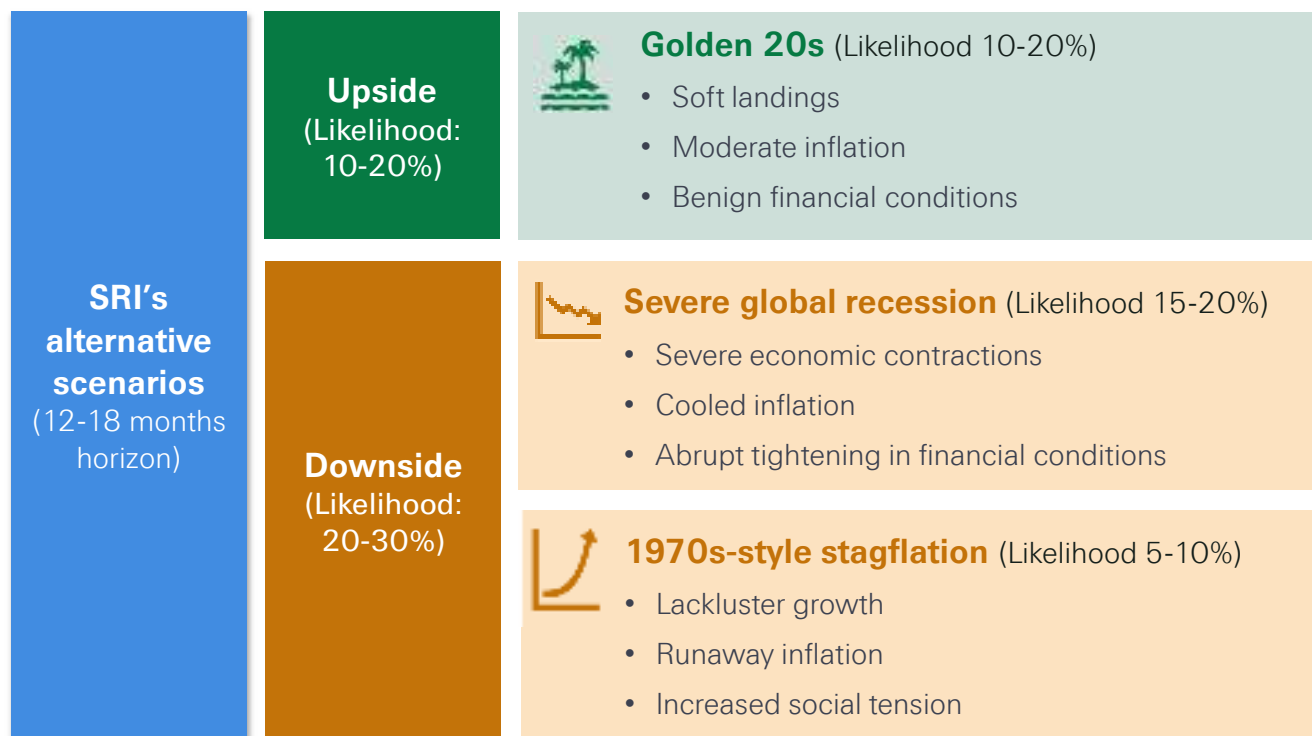 SRI's
alternative
scenarios
(12-18 months
horizon)
Upside
(Likelihood:
10-20%)
Golden 20s (Likelihood 10-20%)
• Soft landings
• Moderate inflation
• Benign financial conditions
Downside
(Likelihood:
20-30%)
Severe global recession (Likelihood 15-20%)
• Severe economic contractions
• Cooled inflation
• Abrupt tightening in financial conditions
1970s-style stagflation (Likelihood 5-10%)
• Lackluster growth
• Runaway inflation
• Increased social tension